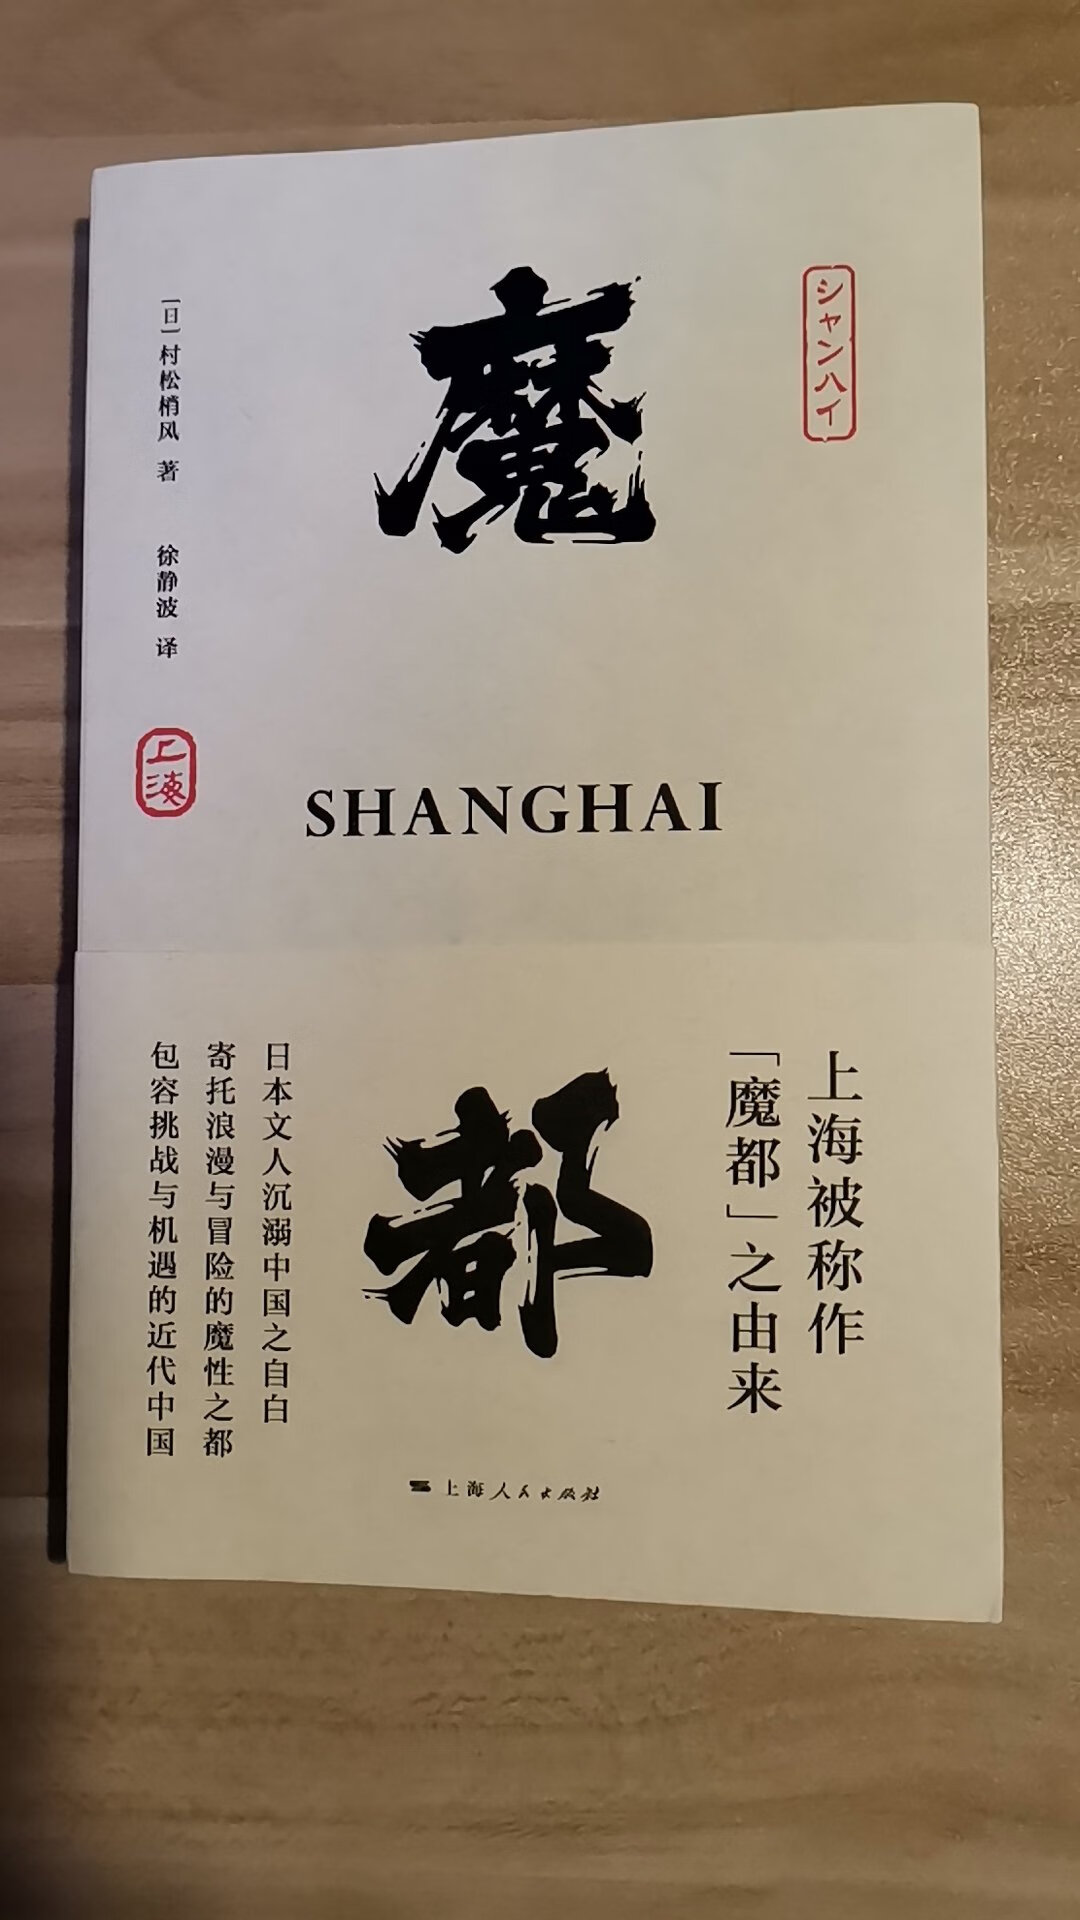 魔都
SHANGHAI
シャンハイ
[日]村松梢风 著 徐静波 译
上海
上海被称作
「魔都」之由来
日本文人沉溺中国之自白
寄托浪漫与冒险的魔性之都
包容挑战与机遇的近代中国
上海人民出版社